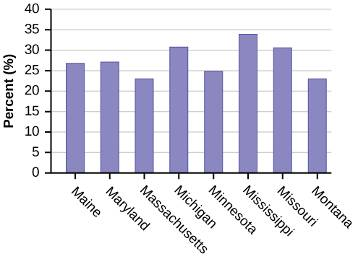 Percent (%)
40
35
30
25
20
15
10
5
0
Maine
Maryland
Massachusetts
Michigan
Minnesota
Mississippi
Missouri
Montana